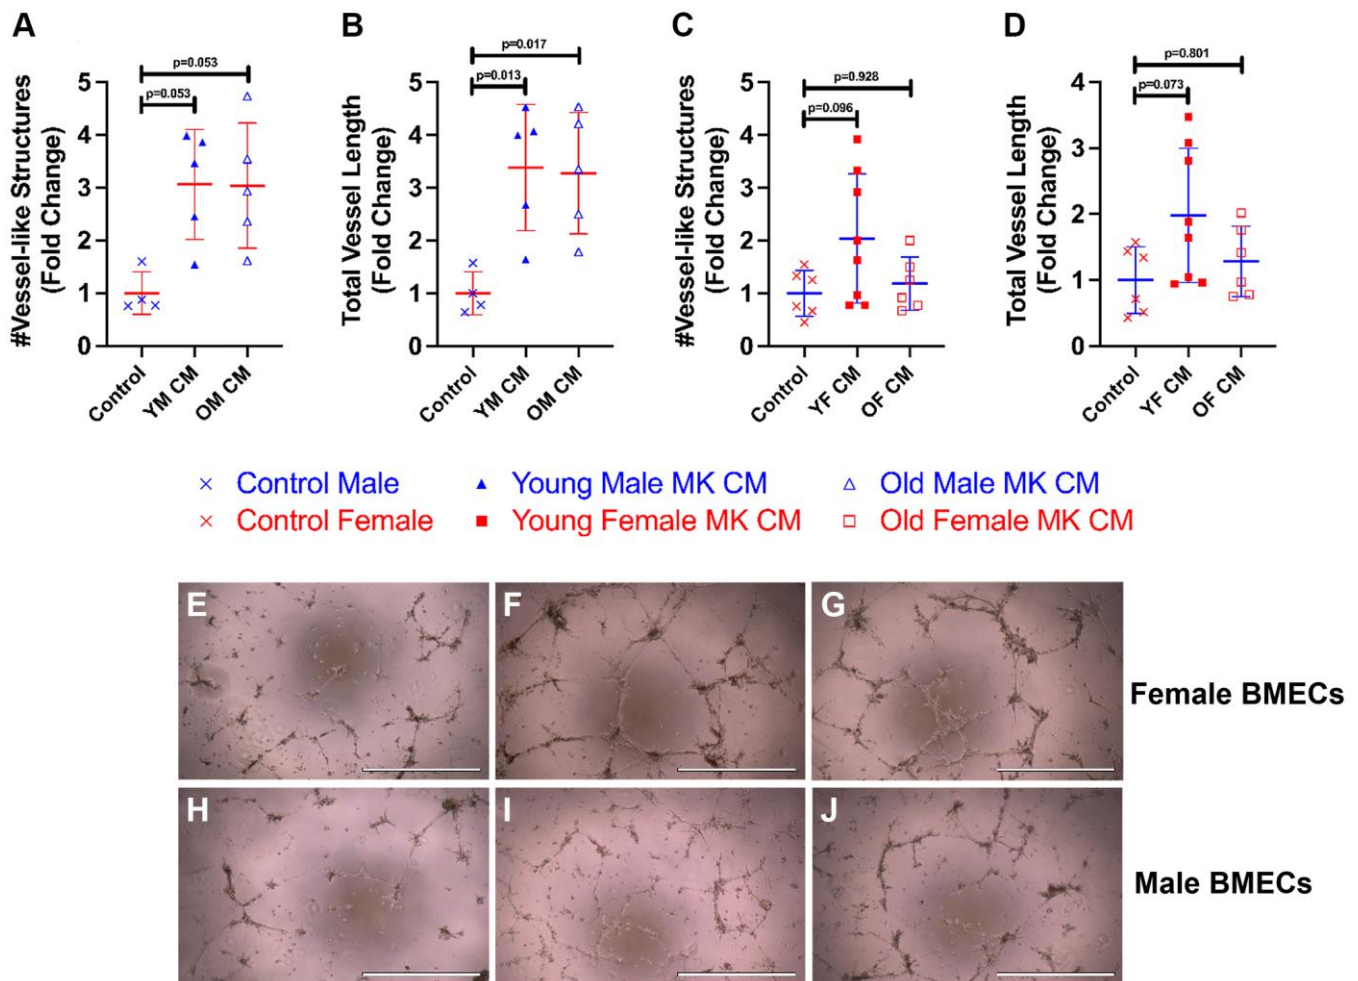 A
B
C
D
#Vessel-like Structures
(Fold Change)
5
4
3
2
1
0
p=0.053
p=0.053
Control
YM CM
OM CM
Total Vessel Length
(Fold Change)
5
4
3
2
1
0
p=0.017
p=0.013
Control
YM CM
OM CM
#Vessel-like Structures
(Fold Change)
5
4
3
2
1
0
p=0.928
p=0.096
Control
YF CM
OF CM
Total Vessel Length
(Fold Change)
4
3
2
1
0
p=0.801
p=0.073
Control
YF CM
OF CM
Control Male
Young Male MK CM
Old Male MK CM
Control Female
Young Female MK CM
Old Female MK CM
E
F
G
Female BMECs
H
I
J
Male BMECs